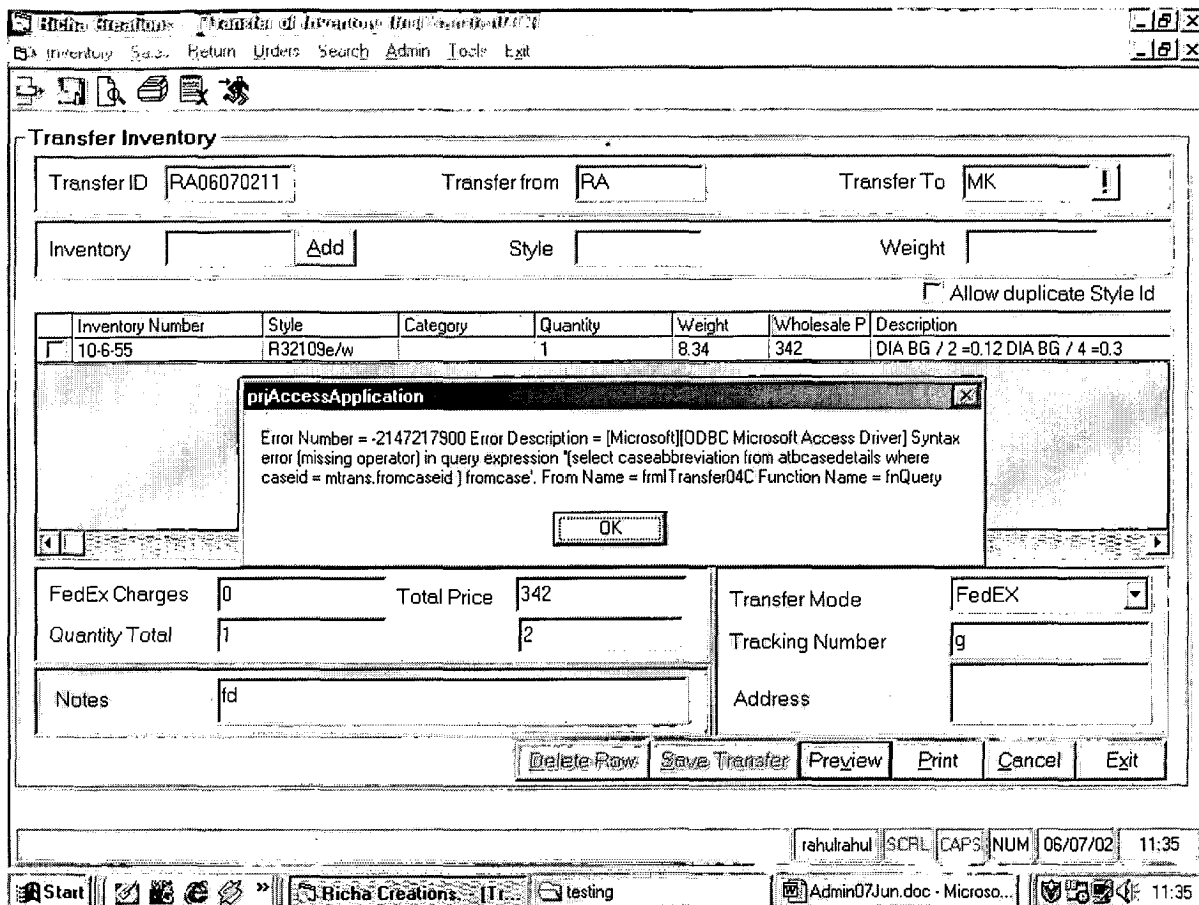 Richa Creations - [Transfer of Inventory
Inventory Sales Return Orders Search Admin Tools Exit
Transfer Inventory
Transfer ID RA06070211 Transfer from RA Transfer To MK !
Inventory Add Style Weight
Allow duplicate Style Id
Inventory Number Style Category Quantity Weight Wholesale P Description
10-6-55 R32109e/w 1 8.34 342 DIA BG / 2 =0.12 DIA BG / 4 =0.3
prjAccessApplication
Error Number = -2147217900 Error Description = [Microsoft][ODBC Microsoft Access Driver] Syntax
error (missing operator) in query expression '(select caseabbreviation from atbcasedetails where
caseid = mtrans.fromcaseid ) fromcase'. From Name = frmITransfer04C Function Name = fnQuery
OK
FedEx Charges 0 Total Price 342 Transfer Mode FedEX
Quantity Total 1 2 Tracking Number g
Notes fd Address
Delete Row Save Transfer Preview Print Cancel Exit
rahulrahul SCRL CAPS NUM 06/07/02 11:35
Start » Richa Creations... [Tr... testing Admin07Jun.doc - Microso... 11:35